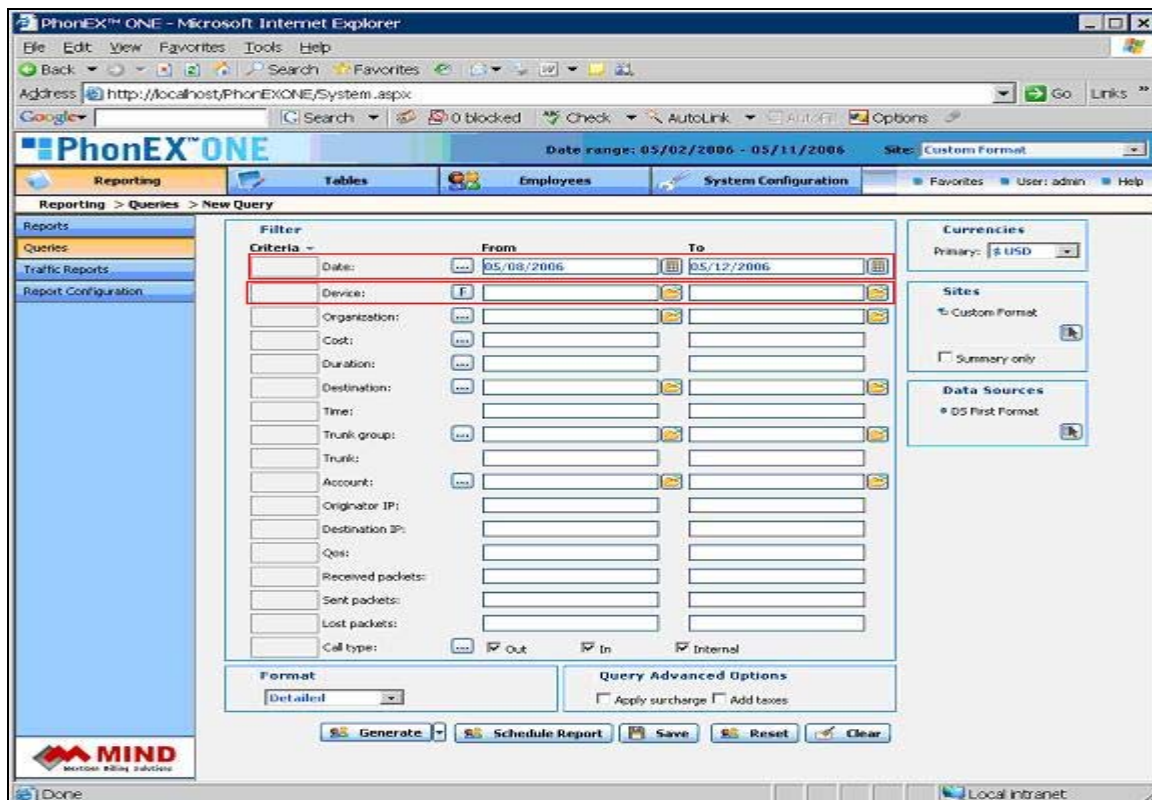 PhonEX™ ONE - Microsoft Internet Explorer
File Edit View Favorites Tools Help
Back Search Favorites
Address http://localhost/PhonEXONE/System.aspx Go Links »
Google Search 0 blocked Check AutoLink AutoFill Options
PhonEX™ONE Date range: 05/02/2006 - 05/11/2006 Site: Custom Format
Reporting Tables Employees System Configuration Favorites User: admin Help
Reporting > Queries > New Query
Reports
Queries
Traffic Reports
Report Configuration
Filter
Criteria From To
Date: ... 05/08/2006 05/12/2006
Device: F
Organization: ...
Cost: ...
Duration: ...
Destination: ...
Time:
Trunk group: ...
Trunk:
Account: ...
Originator IP:
Destination IP:
Qos:
Received packets:
Sent packets:
Lost packets:
Call type: ... Out In Internal
Currencies
Primary: $ USD
Sites
Custom Format
Summary only
Data Sources
DS First Format
Format
Detailed
Query Advanced Options
Apply surcharge Add taxes
Generate Schedule Report Save Reset Clear
MIND
Billing Solutions
Done Local intranet